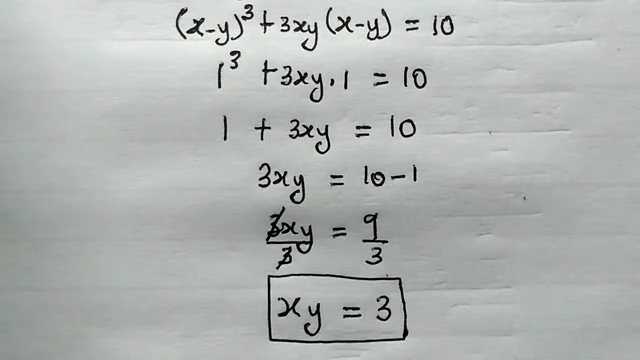 (x-y)³ + 3xy (x-y) = 10
1³ + 3xy · 1 = 10
1 + 3xy = 10
3xy = 10 - 1
3xy/3 = 9/3
xy = 3